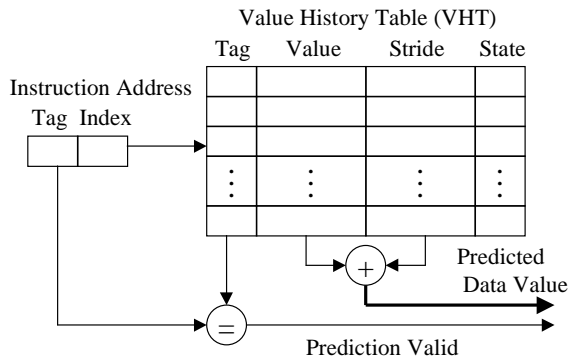 Value History Table (VHT)
Tag Value Stride State
Instruction Address
Tag Index
+
Predicted
Data Value
=
Prediction Valid